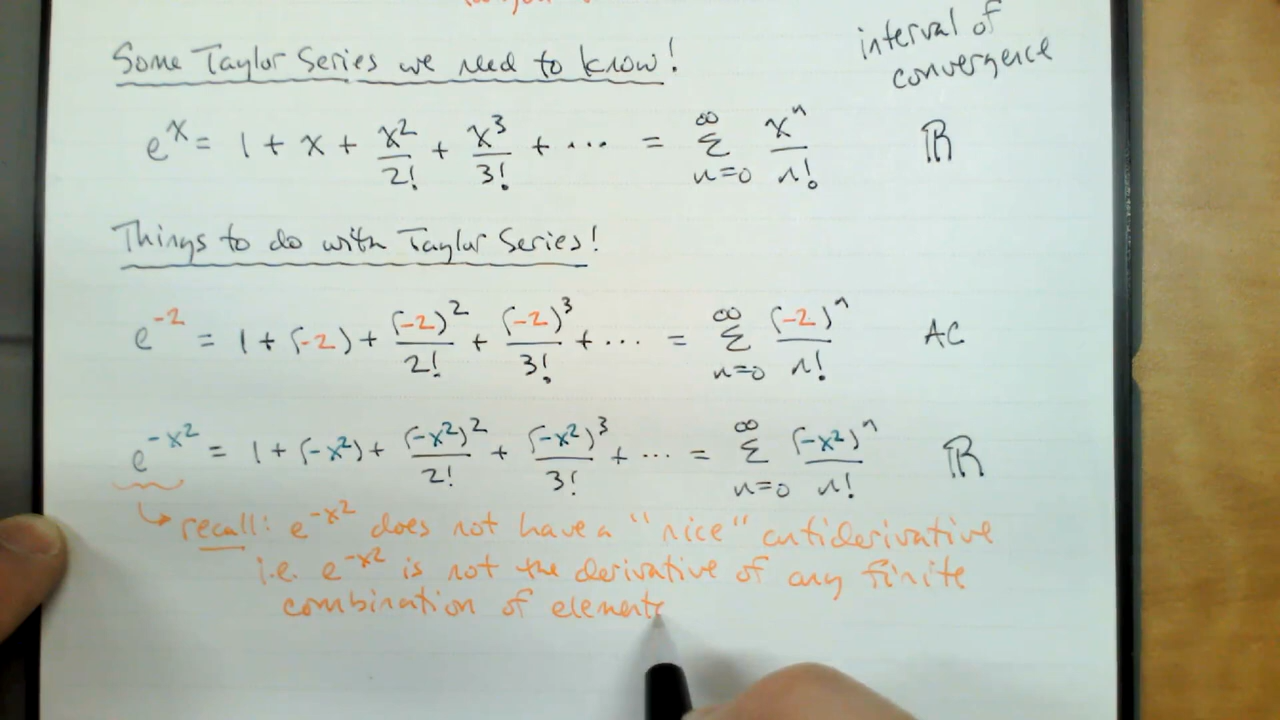 Some Taylor Series we need to know!
interval of
convergence
e^x = 1 + x + x^2/2! + x^3/3! + ... = ∞ Σ n=0 x^n/n! ℝ
Things to do with Taylor Series!
e^-2 = 1 + (-2) + (-2)^2/2! + (-2)^3/3! + ... = ∞ Σ n=0 (-2)^n/n! AC
e^-x^2 = 1 + (-x^2) + (-x^2)^2/2! + (-x^2)^3/3! + ... = ∞ Σ n=0 (-x^2)^n/n! ℝ
↳ recall: e^-x^2 does not have a "nice" antiderivative
i.e. e^-x^2 is not the derivative of any finite
combination of element